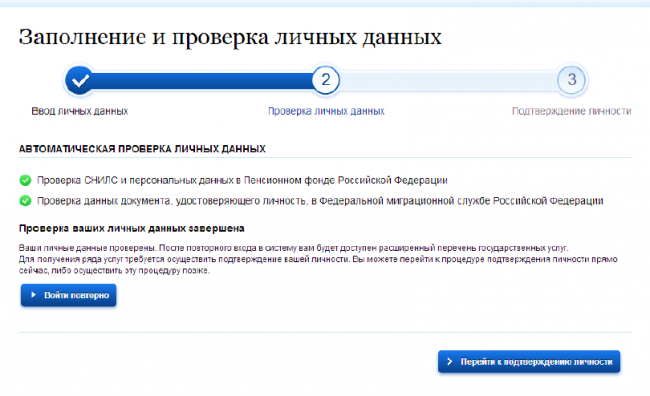 Заполнение и проверка личных данных
2 3
Ввод личных данных Проверка личных данных Подтверждение личности
АВТОМАТИЧЕСКАЯ ПРОВЕРКА ЛИЧНЫХ ДАННЫХ
Проверка СНИЛС и персональных данных в Пенсионном фонде Российской Федерации
Проверка данных документа, удостоверяющего личность, в Федеральной миграционной службе Российской Федерации
Проверка ваших личных данных завершена
Ваши личные данные проверены. После повторного входа в систему вам будет доступен расширенный перечень государственных услуг.
Для получения ряда услуг требуется осуществить подтверждение вашей личности. Вы можете перейти к процедуре подтверждения личности прямо
сейчас, либо осуществить эту процедуру позже.
Войти повторно
Перейти к подтверждению личности